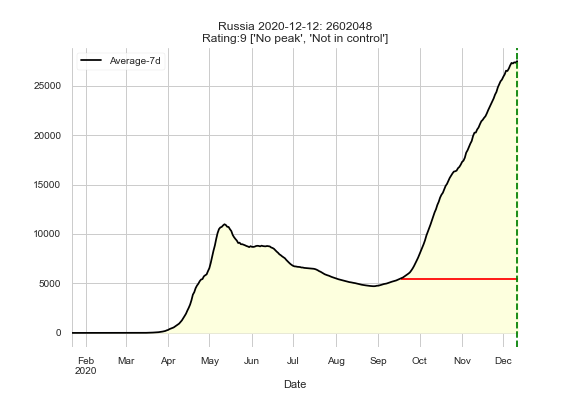 Russia 2020-12-12: 2602048
Rating:9 ['No peak', 'Not in control']
Average-7d
25000
20000
15000
10000
5000
0
Feb Mar Apr May Jun Jul Aug Sep Oct Nov Dec
2020
Date